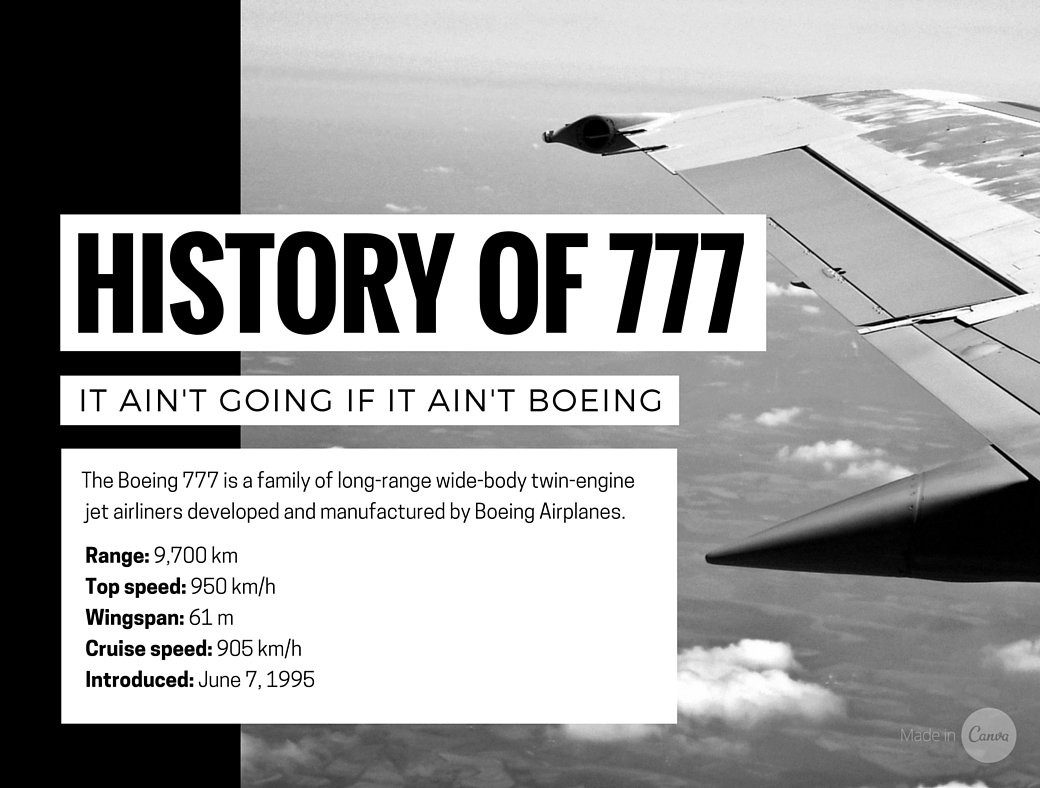 HISTORY OF 777
IT AIN'T GOING IF IT AIN'T BOEING
The Boeing 777 is a family of long-range wide-body twin-engine
jet airliners developed and manufactured by Boeing Airplanes.
Range: 9,700 km
Top speed: 950 km/h
Wingspan: 61 m
Cruise speed: 905 km/h
Introduced: June 7, 1995
Made in Canva